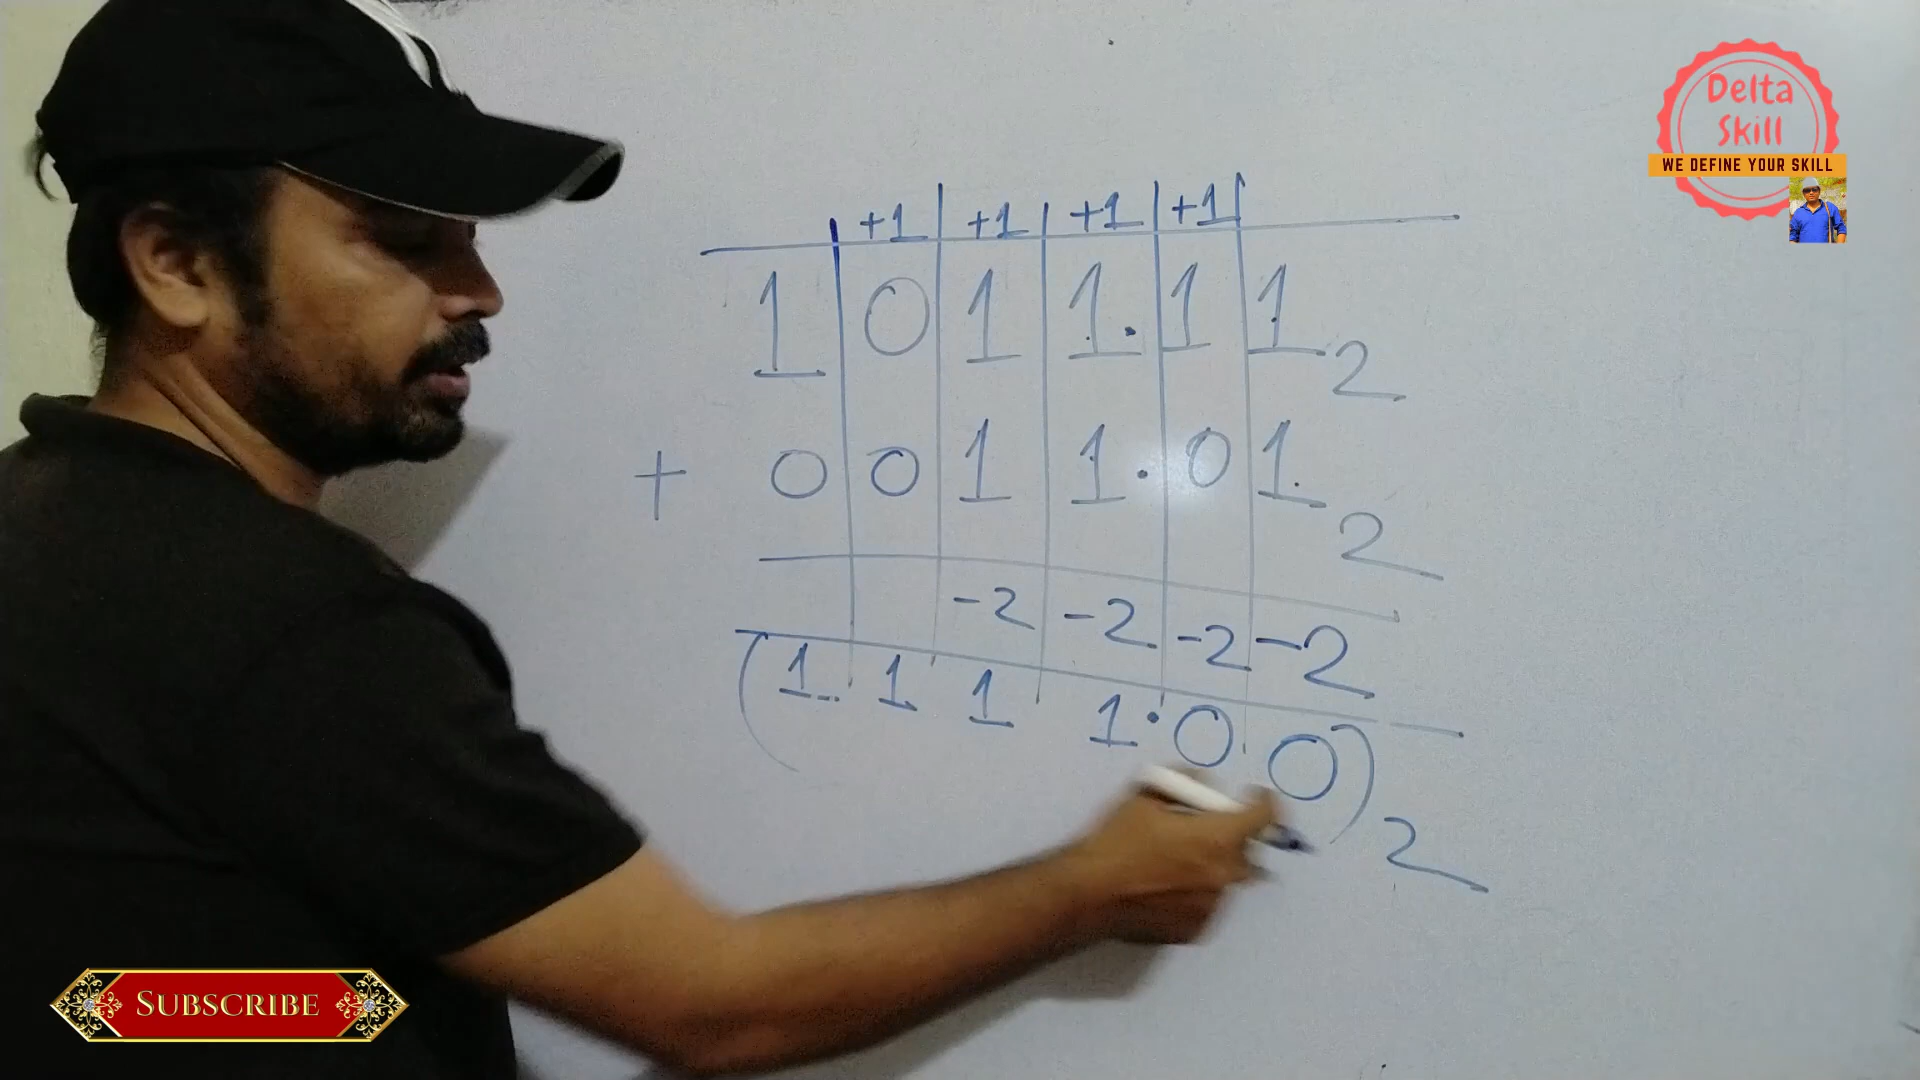 Delta
Skill
WE DEFINE YOUR SKILL
+1 +1 +1 +1
1 0 1 1.1 1 2
+ 0 0 1 1.0 1 2
-2 -2 -2 -2
(1 1 1 1.0 0)2
SUBSCRIBE